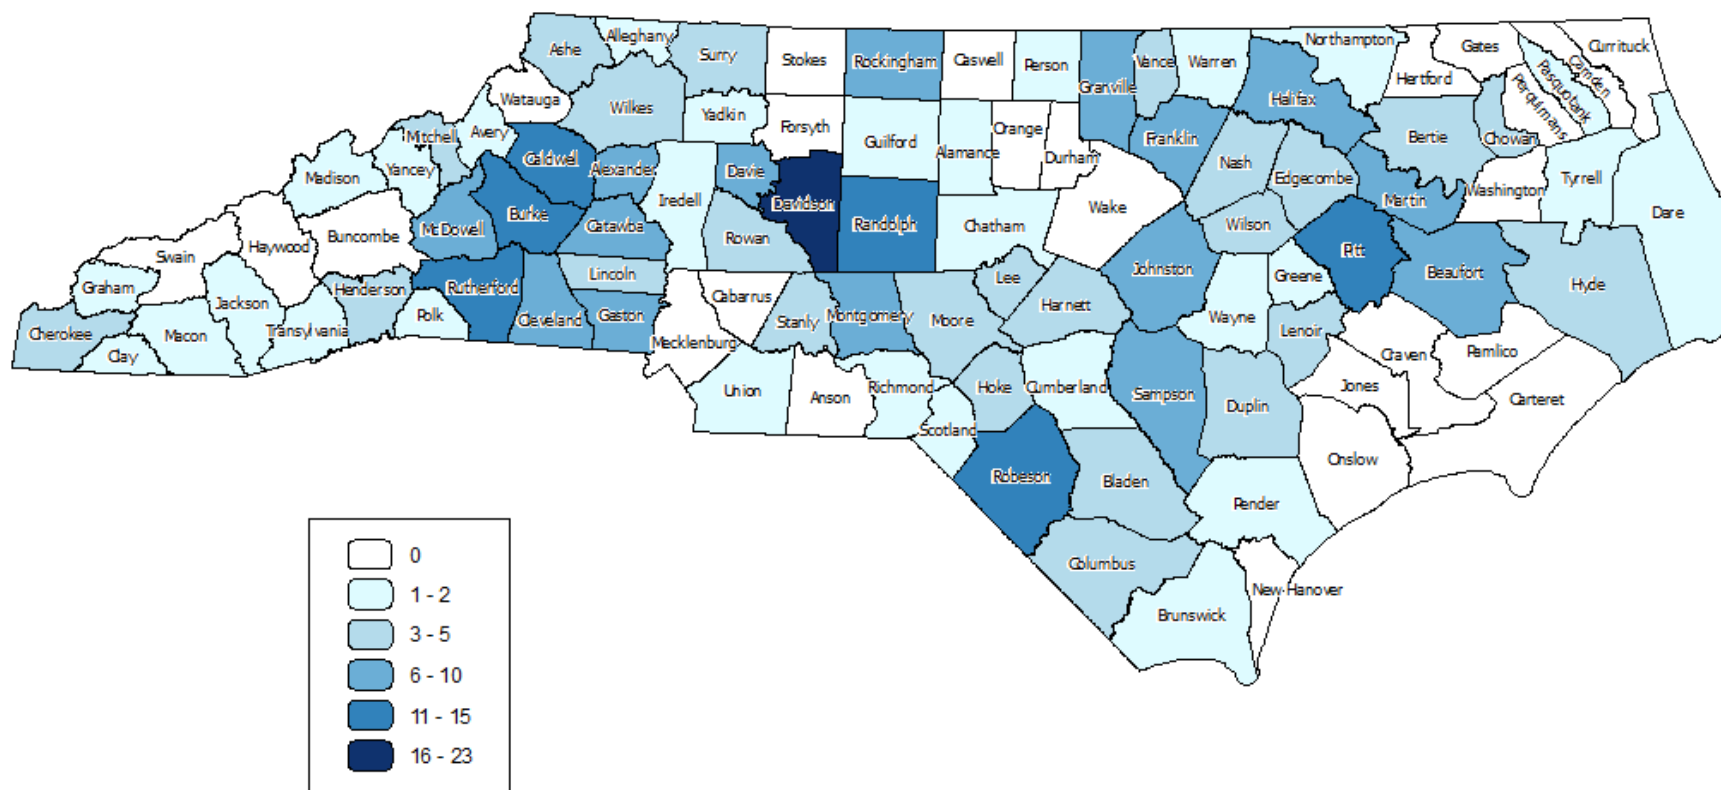 Ashe
Alleghany
Surry
Stokes
Rockingham
Caswell
Person
Granville
Vance
Warren
Northampton
Hertford
Gates
Currituck
Camden
Pasquotank
Perquimans
Chowan
Bertie
Halifax
Watauga
Wilkes
Yadkin
Forsyth
Guilford
Alamance
Orange
Durham
Franklin
Nash
Edgecombe
Martin
Washington
Tyrrell
Dare
Mitchell
Avery
Caldwell
Alexander
Davie
Davidson
Randolph
Chatham
Wake
Wilson
Pitt
Beaufort
Hyde
Madison
Yancey
McDowell
Burke
Catawba
Iredell
Rowan
Swain
Haywood
Buncombe
Rutherford
Lincoln
Cleveland
Gaston
Graham
Jackson
Henderson
Polk
Transylvania
Cherokee
Clay
Macon
Mecklenburg
Cabarrus
Stanly
Montgomery
Moore
Lee
Harnett
Johnston
Wayne
Greene
Lenoir
Craven
Pamlico
Jones
Carteret
Onslow
Union
Anson
Richmond
Scotland
Hoke
Cumberland
Sampson
Duplin
Robeson
Bladen
Pender
Columbus
Brunswick
New Hanover
0
1 - 2
3 - 5
6 - 10
11 - 15
16 - 23